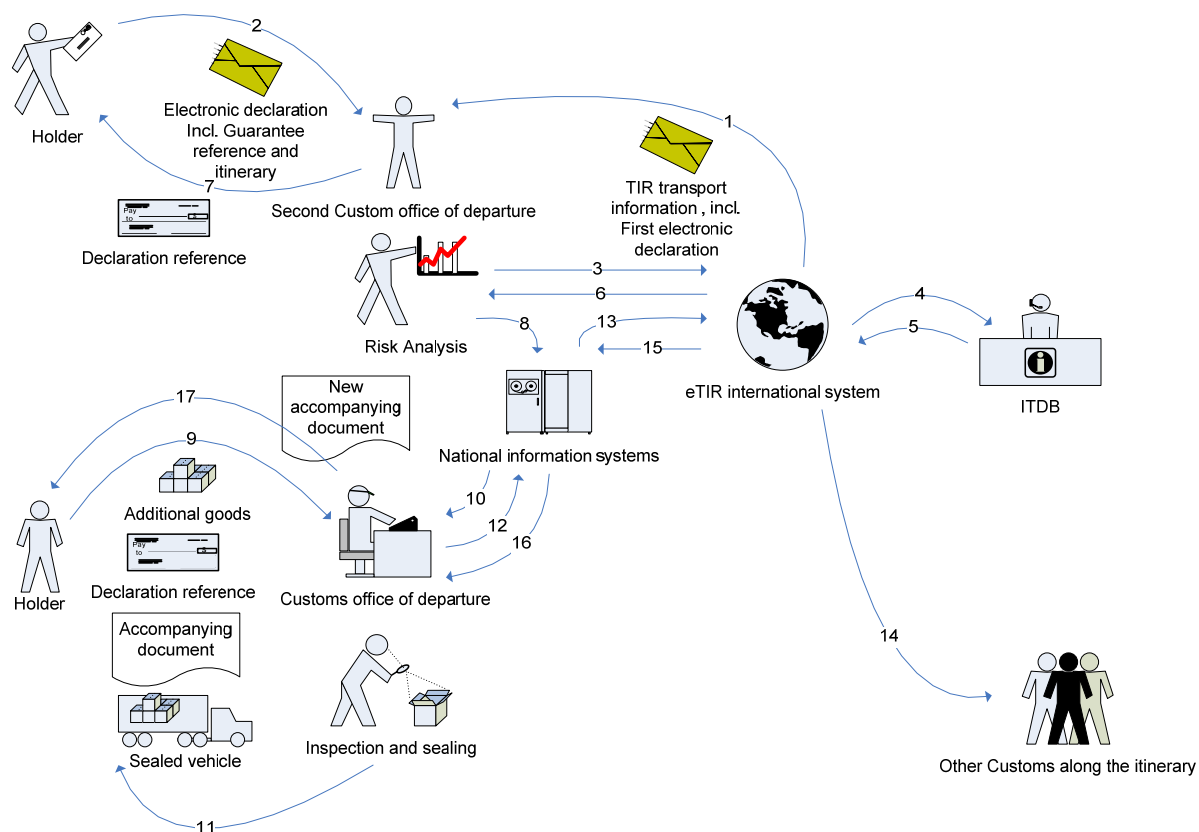 2
1
Holder
Electronic declaration
Incl. Guarantee
reference and
itinerary
7
Pay
to
$
Declaration reference
Second Custom office of departure
TIR transport
information , incl.
First electronic
declaration
3
6
8
13
15
Risk Analysis
4
5
i
eTIR international system
ITDB
National information systems
New
accompanying
document
17
9
Additional goods
10
12
16
Pay
to
$
Declaration reference
Holder
Customs office of departure
Accompanying
document
14
Sealed vehicle
Inspection and sealing
Other Customs along the itinerary
11